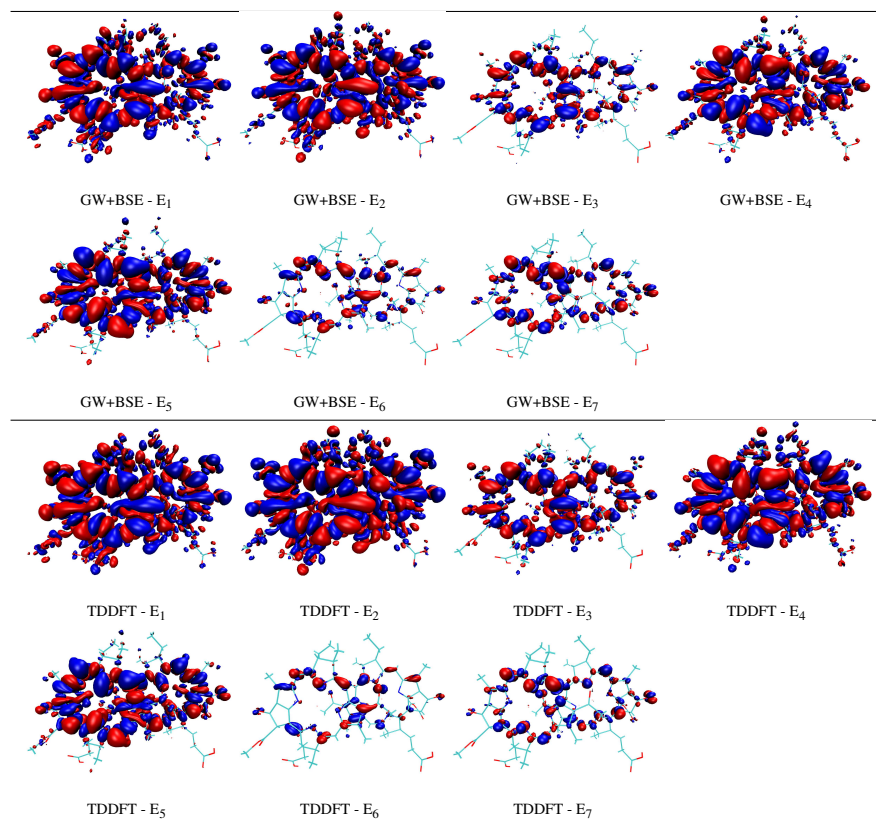 GW+BSE - E₁ GW+BSE - E₂ GW+BSE - E₃ GW+BSE - E₄
GW+BSE - E₅ GW+BSE - E₆ GW+BSE - E₇
TDDFT - E₁ TDDFT - E₂ TDDFT - E₃ TDDFT - E₄
TDDFT - E₅ TDDFT - E₆ TDDFT - E₇